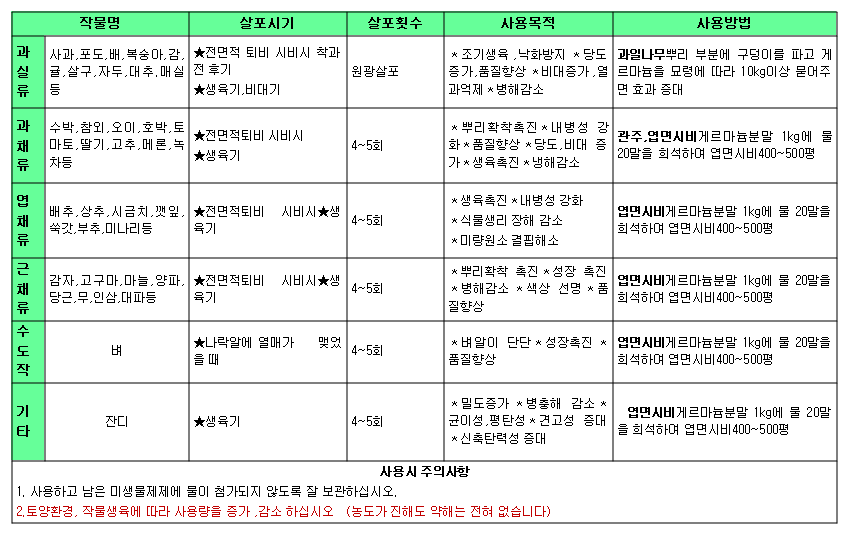 작물명 살포시기 살포횟수 사용목적 사용방법
과실류
사과,포도,배,복숭아,감,
귤,살구,자두,대추,매실
등
★전면적 퇴비 시비시 착과
전 후기
★생육기,비대기
원광살포
*조기생육 ,낙화방지 *당도
증가,품질향상 *비대증가,열
과억제*병해감소
과일나무뿌리 부분에 구덩이를 파고 게
르마늄을 묘령에 따라 10kg이상 묻어주
면 효과 증대
과채류
수박,참외,오이,호박,토
마토,딸기,고추,메론,녹
차등
★전면적퇴비 시비시
★생육기
4~5회
*뿌리확착촉진*내병성 강
화*품질향상*당도,비대 증
가*생육촉진*냉해감소
관주,엽면시비게르마늄분말 1kg에 물
20말을 희석하여 엽면시비400~500평
엽채류
배추,상추,시금치,깻잎,
쑥갓,부추,미나리등
★전면적퇴비 시비시★생
육기
4~5회
*생육촉진*내병성 강화
*식물생리 장해 감소
*미량원소결핍해소
엽면시비게르마늄분말 1kg에 물 20말을
희석하여 엽면시비400~500평
근채류
감자,고구마,마늘,양파,
당근,무,인삼,대파등
★전면적퇴비 시비시★생
육기
4~5회
*뿌리확착 촉진*성장 촉진
*병해감소 *색상 선명*품
질향상
엽면시비게르마늄분말 1kg에 물 20말을
희석하여 엽면시비400~500평
수도작
벼
★나락알에 열매가 맺었
을때
4~5회
*벼알이 단단*성장촉진 *
품질향상
엽면시비게르마늄분말 1kg에 물 20말을
희석하여 엽면시비400~500평
기타
잔디
★생육기
4~5회
*밀도증가 *병충해 감소*
균이성,평탄성*견고성 증대
*신축탄력성 증대
엽면시비게르마늄분말 1kg에 물 20말
을 희석하여 엽면시비400~500평
사용시 주의사항
1. 사용하고 남은 미생물제제에 물이 첨가되지 않도록 잘 보관하십시오.
2.토양환경, 작물생육에 따라 사용량을 증가 ,감소 하십시오 (농도가 진해도 약해는 전혀 없습니다)